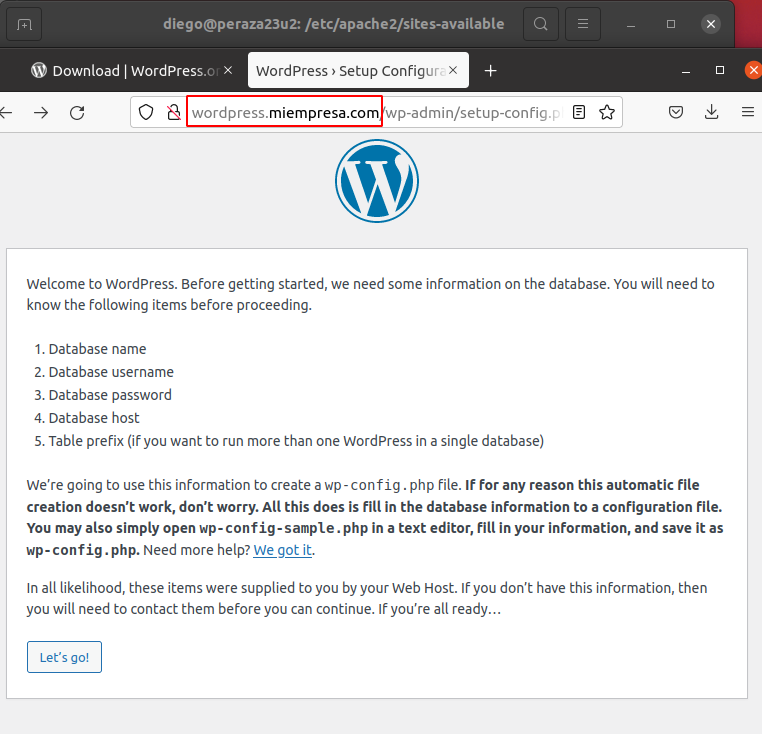 diego@peraza23u2: /etc/apache2/sites-available
Download | WordPress.or
WordPress › Setup Configura
wordpress.miempresa.com/wp-admin/setup-config.p
Welcome to WordPress. Before getting started, we need some information on the database. You will need to
know the following items before proceeding.
1. Database name
2. Database username
3. Database password
4. Database host
5. Table prefix (if you want to run more than one WordPress in a single database)
We’re going to use this information to create a wp-config.php file. If for any reason this automatic file
creation doesn’t work, don’t worry. All this does is fill in the database information to a configuration file.
You may also simply open wp-config-sample.php in a text editor, fill in your information, and save it as
wp-config.php. Need more help? We got it.
In all likelihood, these items were supplied to you by your Web Host. If you don’t have this information, then
you will need to contact them before you can continue. If you’re all ready…
Let’s go!